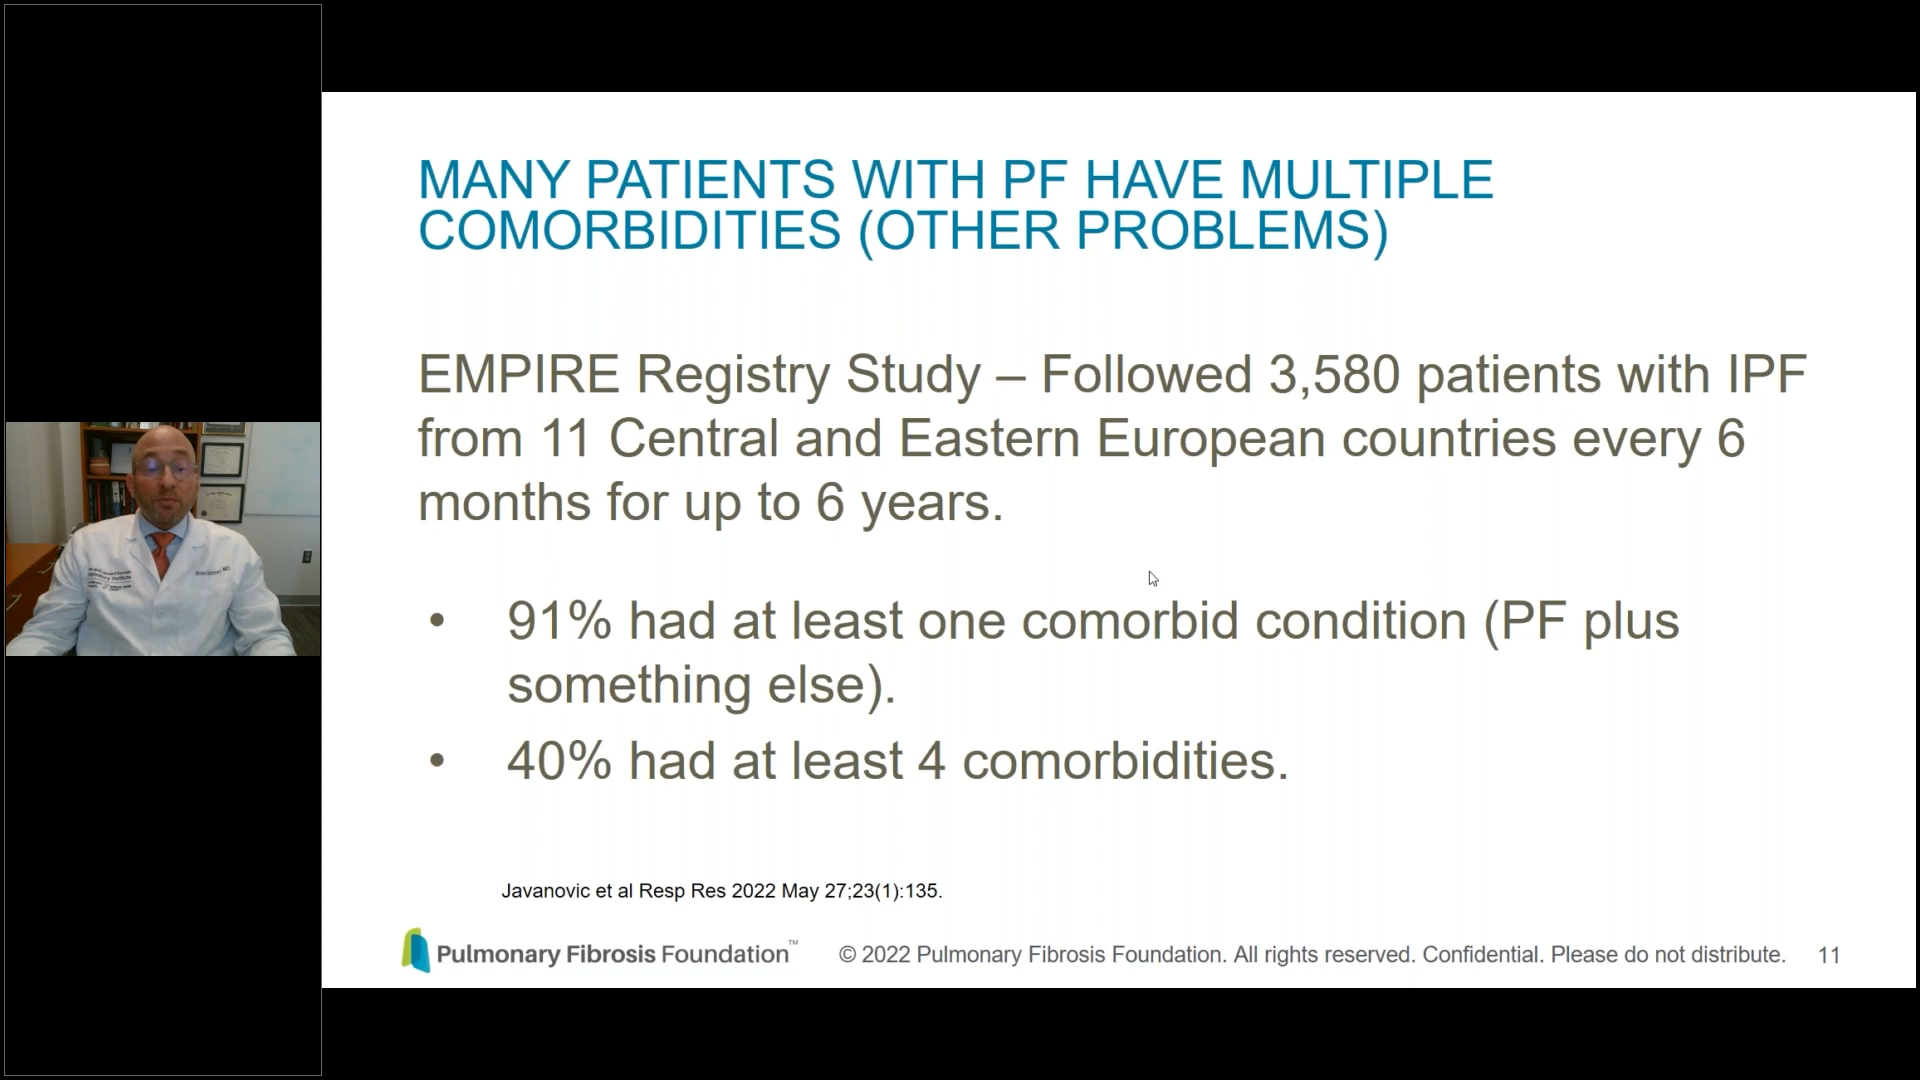 MANY PATIENTS WITH PF HAVE MULTIPLE
COMORBIDITIES (OTHER PROBLEMS)
EMPIRE Registry Study – Followed 3,580 patients with IPF
from 11 Central and Eastern European countries every 6
months for up to 6 years.
• 91% had at least one comorbid condition (PF plus
something else).
• 40% had at least 4 comorbidities.
Javanovic et al Resp Res 2022 May 27;23(1):135.
Pulmonary Fibrosis Foundation™
© 2022 Pulmonary Fibrosis Foundation. All rights reserved. Confidential. Please do not distribute. 11